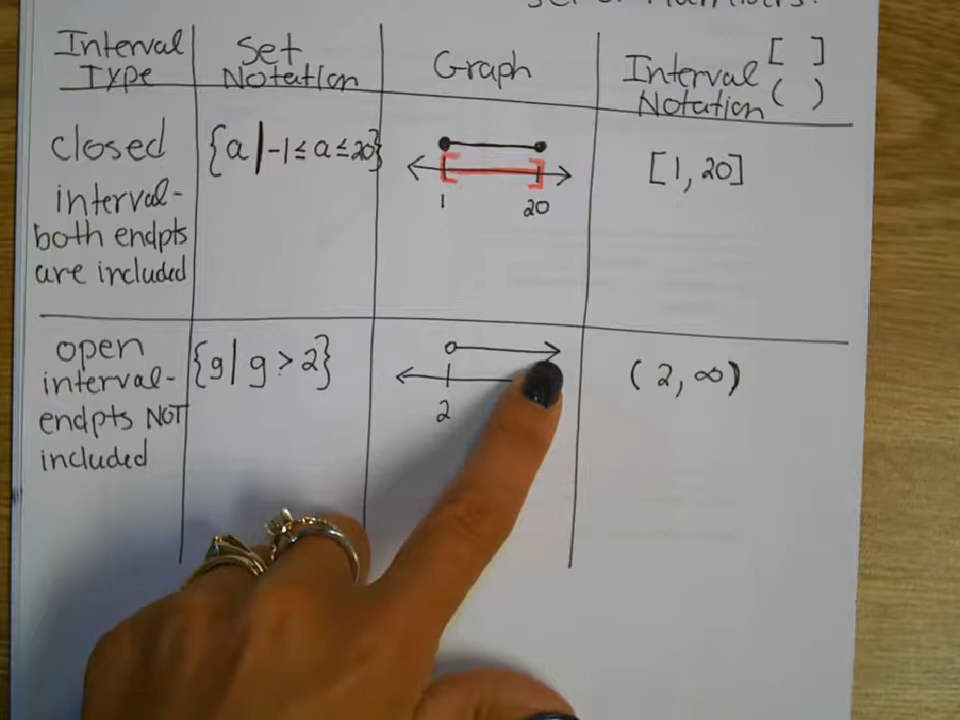 Interval Type
Set Notation
Graph
Interval Notation [ ] ( )
closed interval- both endpts are included
{a | -1 ≤ a ≤ 20}
1 20
[1, 20]
open interval- endpts NOT included
{g | g > 2}
2
(2, ∞)